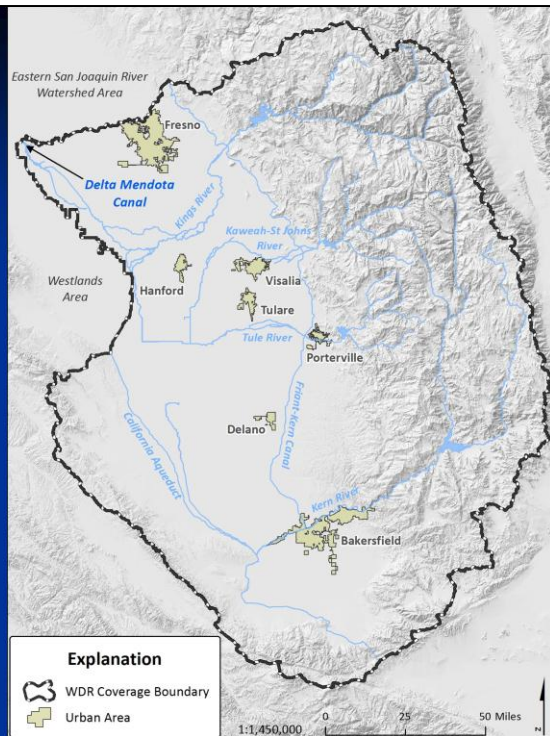 Eastern San Joaquin River
Watershed Area
Fresno
Delta Mendota
Canal
Kings River
Kaweah-St Johns
River
Westlands
Area
Hanford
Visalia
Tulare
Tule River
Porterville
Friant-Kern Canal
Delano
California Aqueduct
Kern River
Bakersfield
Explanation
WDR Coverage Boundary
Urban Area
1:1,450,000
0 25 50 Miles
N